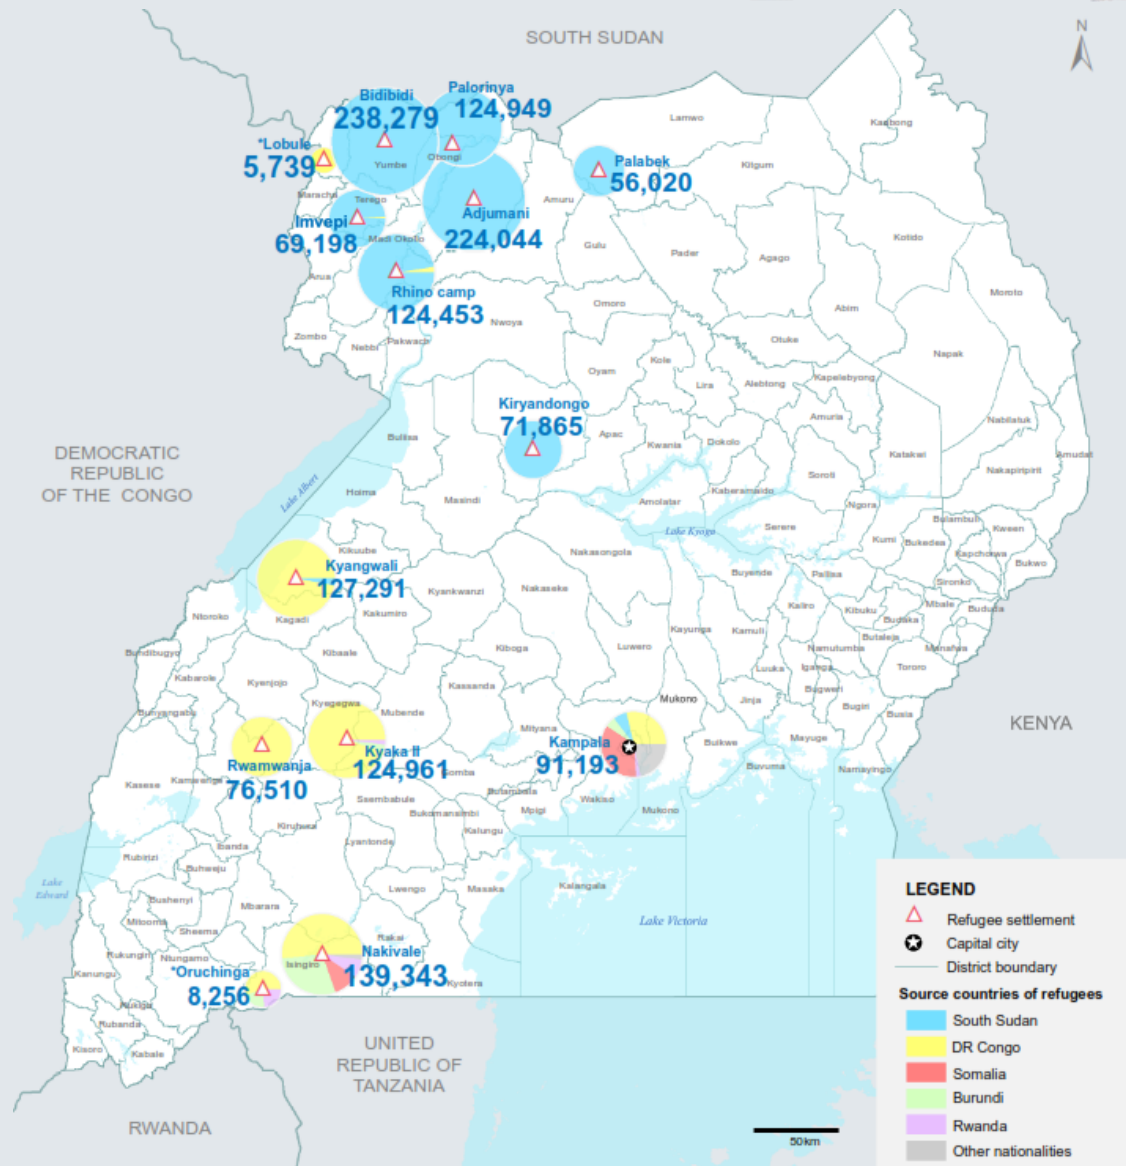 SOUTH SUDAN
N
Bidibidi
238,279
Palorinya
124,949
Lamwo
Kaabong
*Lobule
5,739
Yumbe
Obongi
Palabek
56,020
Kitgum
Maracha
Terego
Amuru
Imvepi
69,198
Adjumani
224,044
Madi Okollo
Gulu
Kotido
Pader
Agago
Arua
Rhino camp
124,453
Moroto
Omoro
Abim
Nwoya
Zombo
Nebbi
Pakwach
Otuke
Napak
Kole
Oyam
Lira
Alebtong
Kapelebyong
Kiryandongo
71,865
Amuria
Nabilatuk
Apac
Kwania
Dokolo
Katakwi
Amudat
Buliisa
DEMOCRATIC
REPUBLIC
OF THE CONGO
Nakapiripirit
Soroti
Lake Albert
Hoima
Masindi
Amolatar
Kaberamaido
Ngora
Lake Kyoga
Serere
Bulambuli
Kween
Kumi
Bukedea
Kapchorwa
Bukwo
Kikuube
Nakasongola
Kyangwali
127,291
Buyende
Pallisa
Sironko
Nakaseke
Kyankwanzi
Kagadi
Kakumiro
Ntoroko
Kaliro
Kibuku
Mbale
Bududa
Budaka
Kayunga
Kamuli
Butaleja
Manafwa
Namutumba
Bundibugyo
Kibaale
Kiboga
Luwero
Luuka
Iganga
Tororo
Kabarole
Kyenjojo
Kassanda
Mukono
Jinja
Bugweri
Bugiri
Busia
Bunyangabu
Kyegegwa
Mubende
Mityana
KENYA
Kampala
91,193
Buikwe
Mayuge
Kyaka II
124,961
Rwamwanja
76,510
Buvuma
Namayingo
Kasese
Kamwenge
Gomba
Butambala
Ssembabule
Wakiso
Mukono
Bukomansimbi
Mpigi
Kiruhura
Kalungu
Lyantonde
Ibanda
Rubirizi
Buhweju
Lake
Edward
Lwengo
Masaka
Kalangala
Bushenyi
Mbarara
Mitooma
Sheema
Lake Victoria
Rakai
Rukungiri
Ntungamo
Isingiro
Nakivale
139,343
Kanungu
*Oruchinga
8,256
Kyotera
Rukiga
Rubanda
Kisoro
Kabale
UNITED
REPUBLIC OF
TANZANIA
RWANDA
50km
LEGEND
Refugee settlement
Capital city
District boundary
Source countries of refugees
South Sudan
DR Congo
Somalia
Burundi
Rwanda
Other nationalities